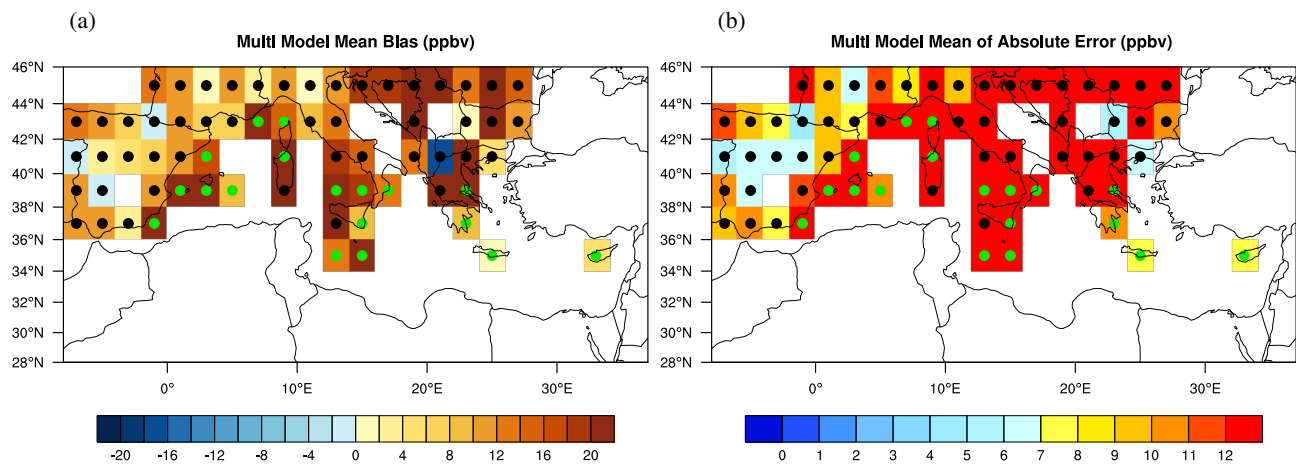 (a)
(b)
Multi Model Mean Bias (ppbv)
Multi Model Mean of Absolute Error (ppbv)
46°N
44°N
42°N
40°N
38°N
36°N
34°N
32°N
30°N
28°N
0° 10°E 20°E 30°E
46°N
44°N
42°N
40°N
38°N
36°N
34°N
32°N
30°N
28°N
0° 10°E 20°E 30°E
-20 -16 -12 -8 -4 0 4 8 12 16 20
0 1 2 3 4 5 6 7 8 9 10 11 12